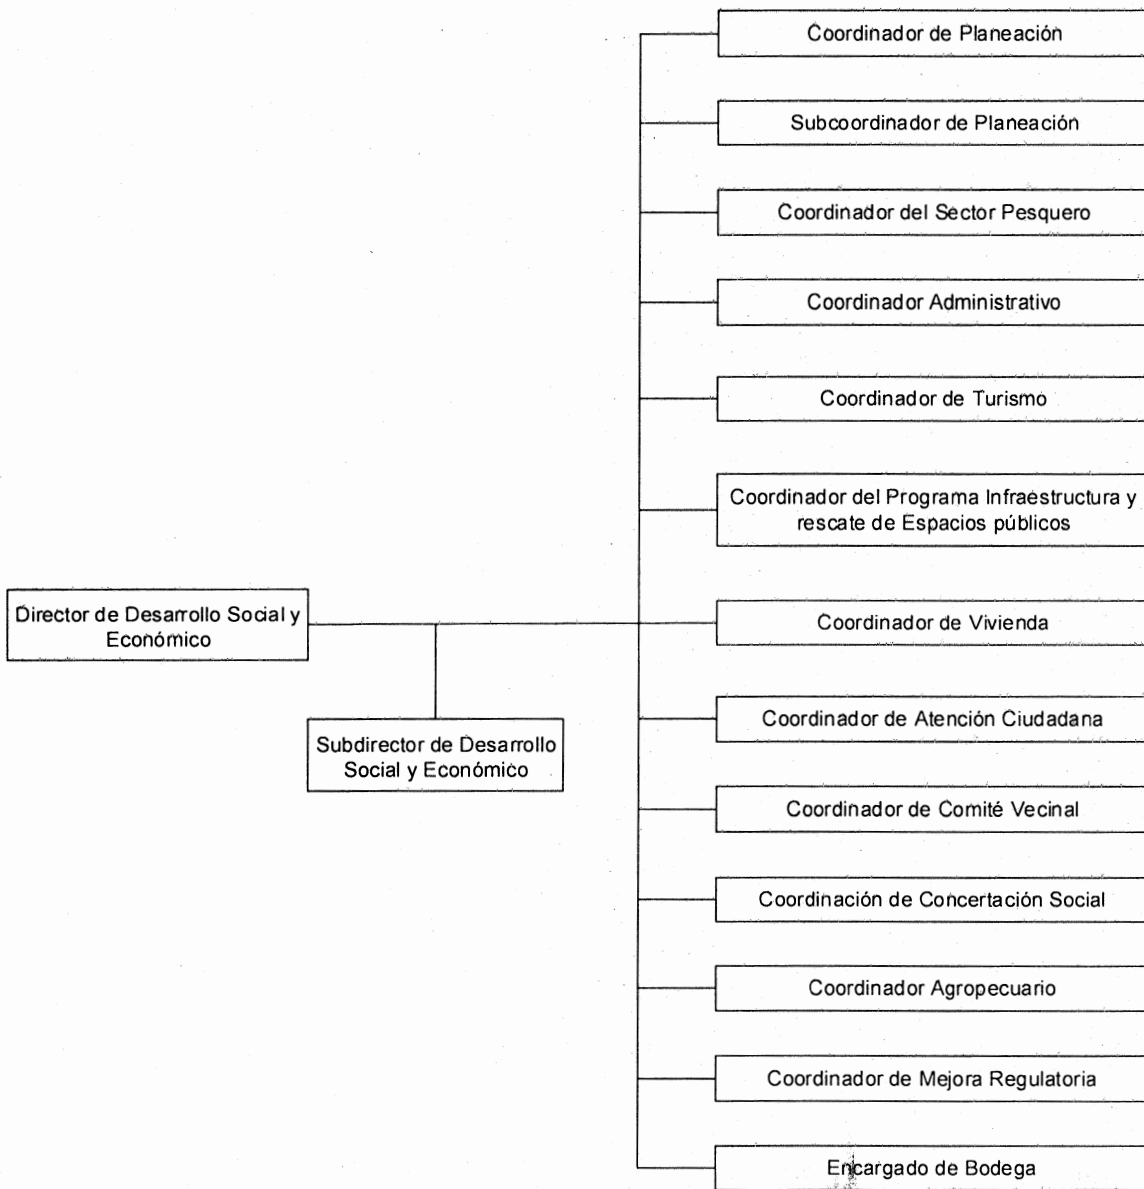 Coordinador de Planeación
Subcoordinador de Planeación
Coordinador del Sector Pesquero
Coordinador Administrativo
Coordinador de Turismo
Coordinador del Programa Infraestructura y
rescate de Espacios públicos
Director de Desarrollo Social y
Económico
Coordinador de Vivienda
Subdirector de Desarrollo
Social y Económico
Coordinador de Atención Ciudadana
Coordinador de Comité Vecinal
Coordinación de Concertación Social
Coordinador Agropecuario
Coordinador de Mejora Regulatoria
Encargado de Bodega